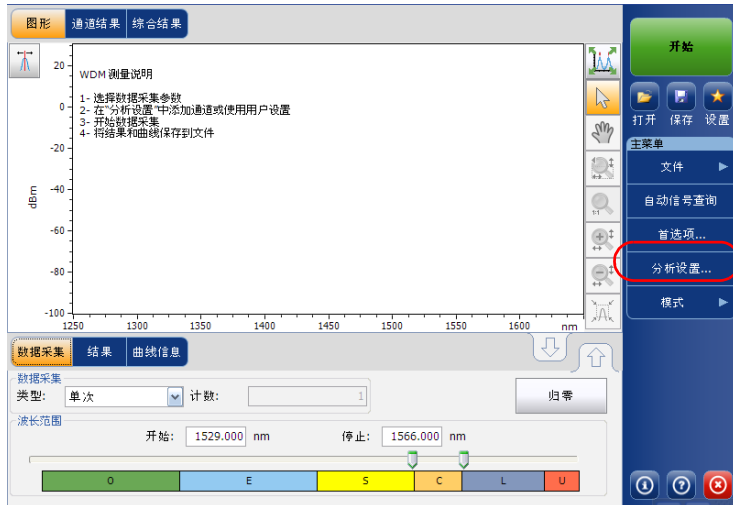 图形 通道结果 综合结果
WDM 测量说明
1- 选择数据采集参数
2- 在"分析设置"中添加通道或使用用户设置
3- 开始数据采集
4- 将结果和曲线保存到文件
20
0
-20
-40
-60
-80
-100
dBm
1250 1300 1350 1400 1450 1500 1550 1600 nm
1:1
开始
打开 保存 设置
主菜单
文件
自动信号查询
首选项...
分析设置...
模式
数据采集 结果 曲线信息
数据采集
类型: 单次 计数: 1 归零
波长范围
开始: 1529.000 nm 停止: 1566.000 nm
O E S C L U